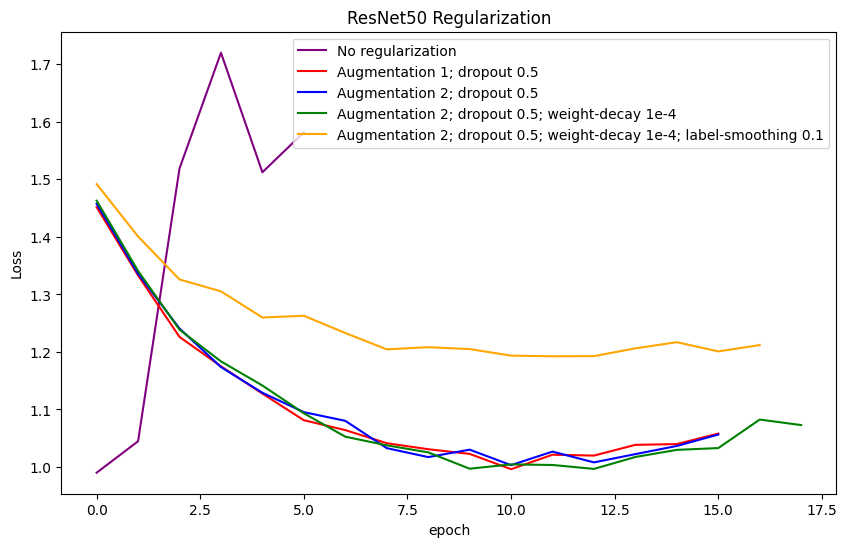 ResNet50 Regularization
No regularization
Augmentation 1; dropout 0.5
Augmentation 2; dropout 0.5
Augmentation 2; dropout 0.5; weight-decay 1e-4
Augmentation 2; dropout 0.5; weight-decay 1e-4; label-smoothing 0.1
Loss
1.7
1.6
1.5
1.4
1.3
1.2
1.1
1.0
0.0 2.5 5.0 7.5 10.0 12.5 15.0 17.5
epoch